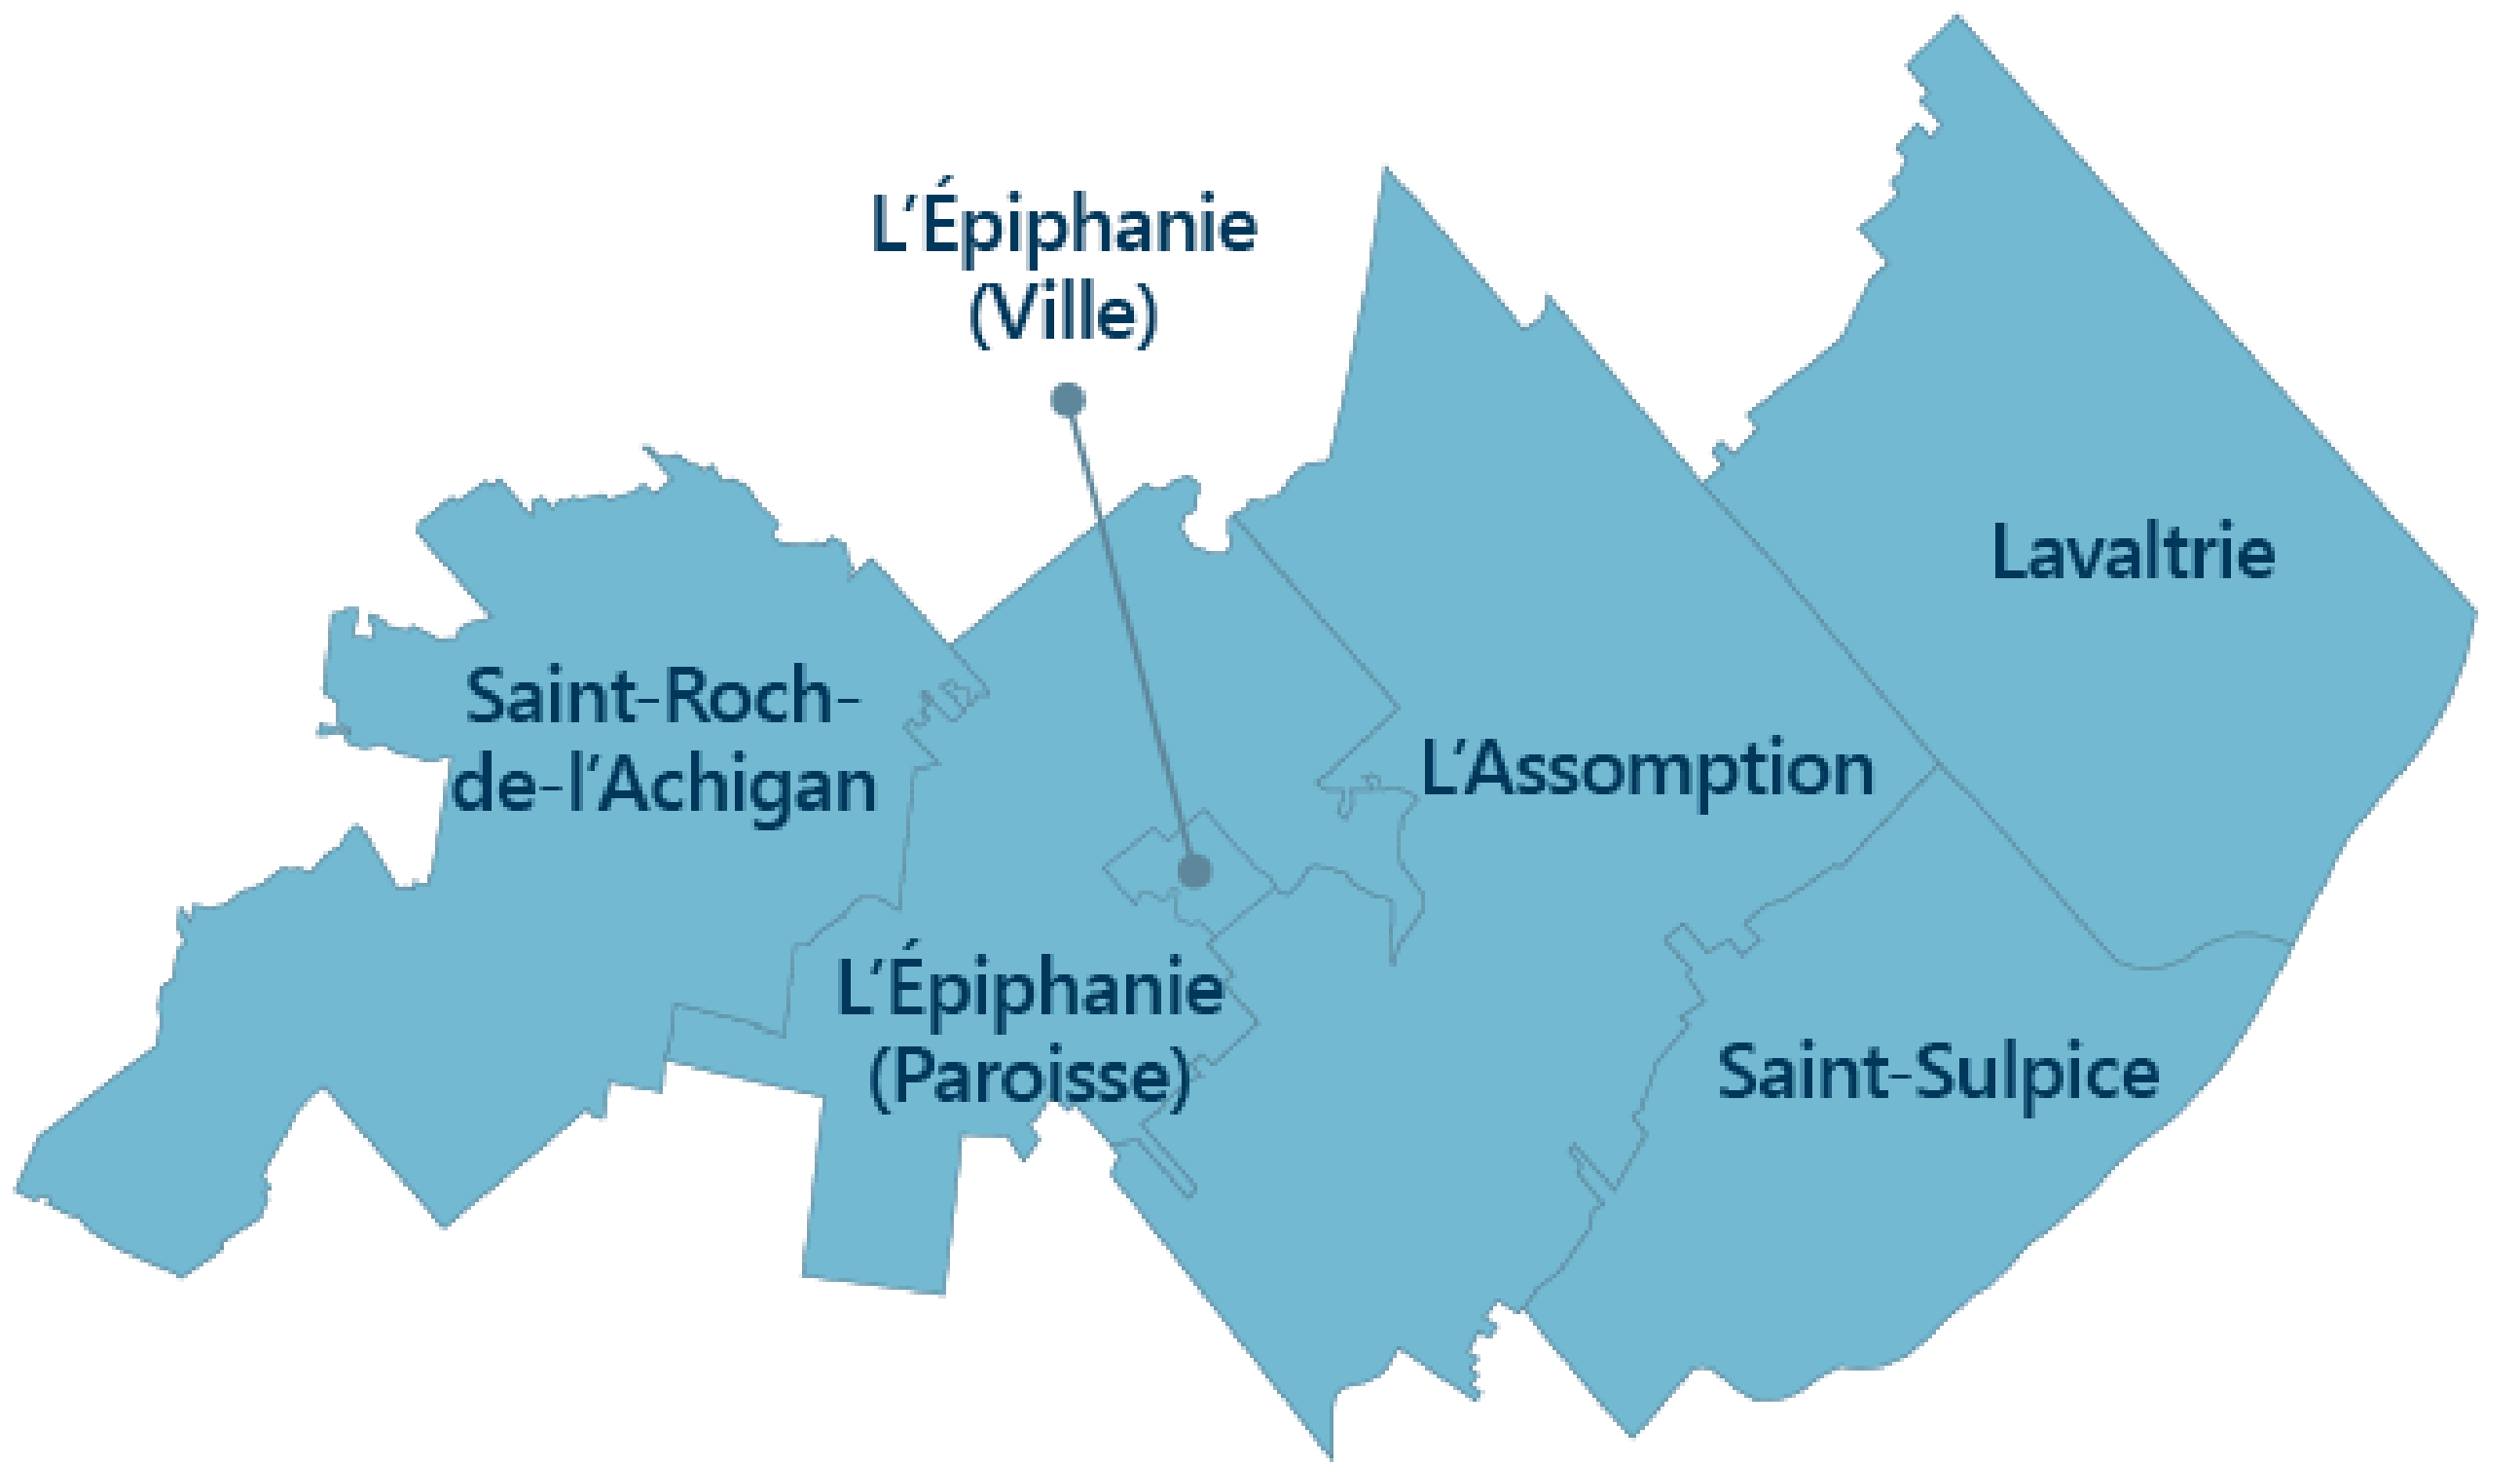 L’Épiphanie
(Ville)
Lavaltrie
Saint-Roch-
de-l’Achigan
L’Assomption
L’Épiphanie
(Paroisse)
Saint-Sulpice